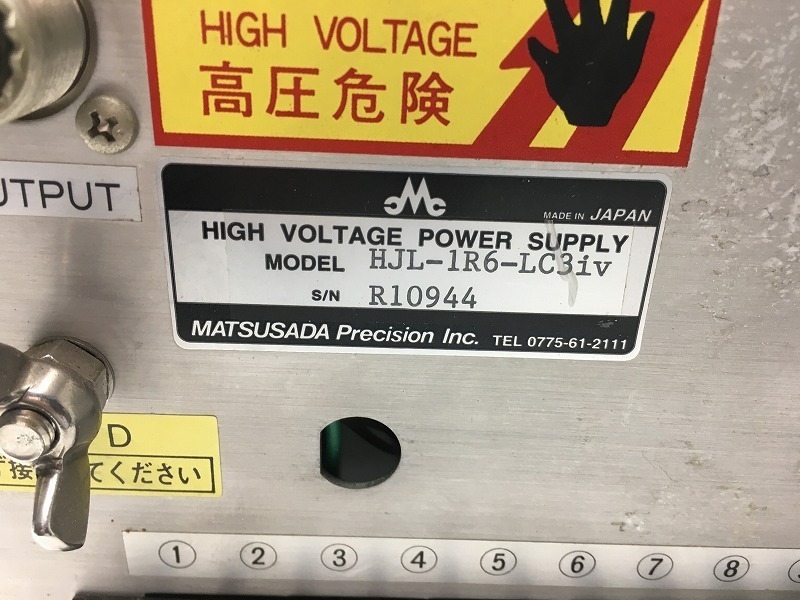 HIGH VOLTAGE
高圧危険
UTPUT
MADE IN JAPAN
HIGH VOLTAGE POWER SUPPLY
MODEL HJL-1R6-LC3iv
S/N R10944
MATSUSADA Precision Inc. TEL 0775-61-2111
D
てください
① ② ③ ④ ⑤ ⑥ ⑦ ⑧